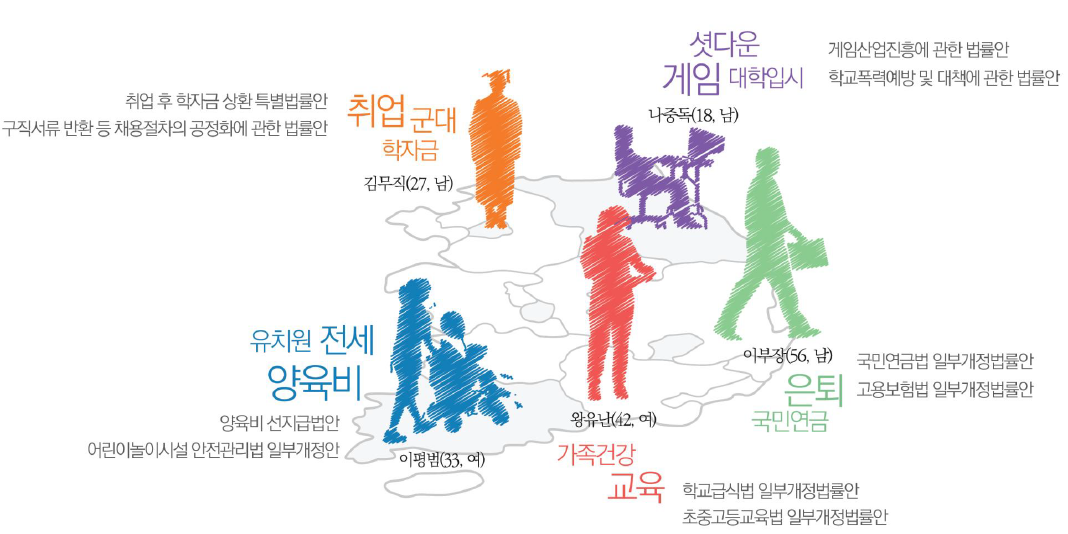 취업 후 학자금 상환 특별법률안
구직서류 반환 등 채용절차의 공정화에 관한 법률안
취업 군대
학자금
김무직(27, 남)
셧다운
게임 대학입시
나중독(18, 남)
게임산업진흥에 관한 법률안
학교폭력예방 및 대책에 관한 법률안
유치원 전세
양육비
양육비 선지급법안
어린이놀이시설 안전관리법 일부개정안
이평범(33, 여)
왕유난(42, 여)
가족건강
교육
학교급식법 일부개정법률안
초중고등교육법 일부개정법률안
이부장(56, 남)
은퇴
국민연금
국민연금법 일부개정법률안
고용보험법 일부개정법률안